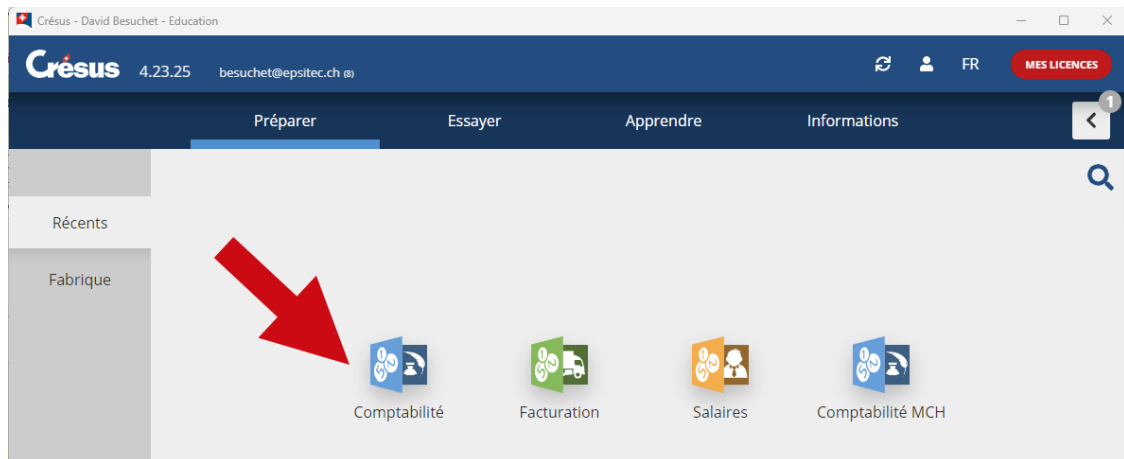 Crésus - David Besuchet - Education
Crésus 4.23.25 besuchet@epsitec.ch (8) FR MES LICENCES
Préparer Essayer Apprendre Informations 1
Récents
Fabrique
Comptabilité Facturation Salaires Comptabilité MCH